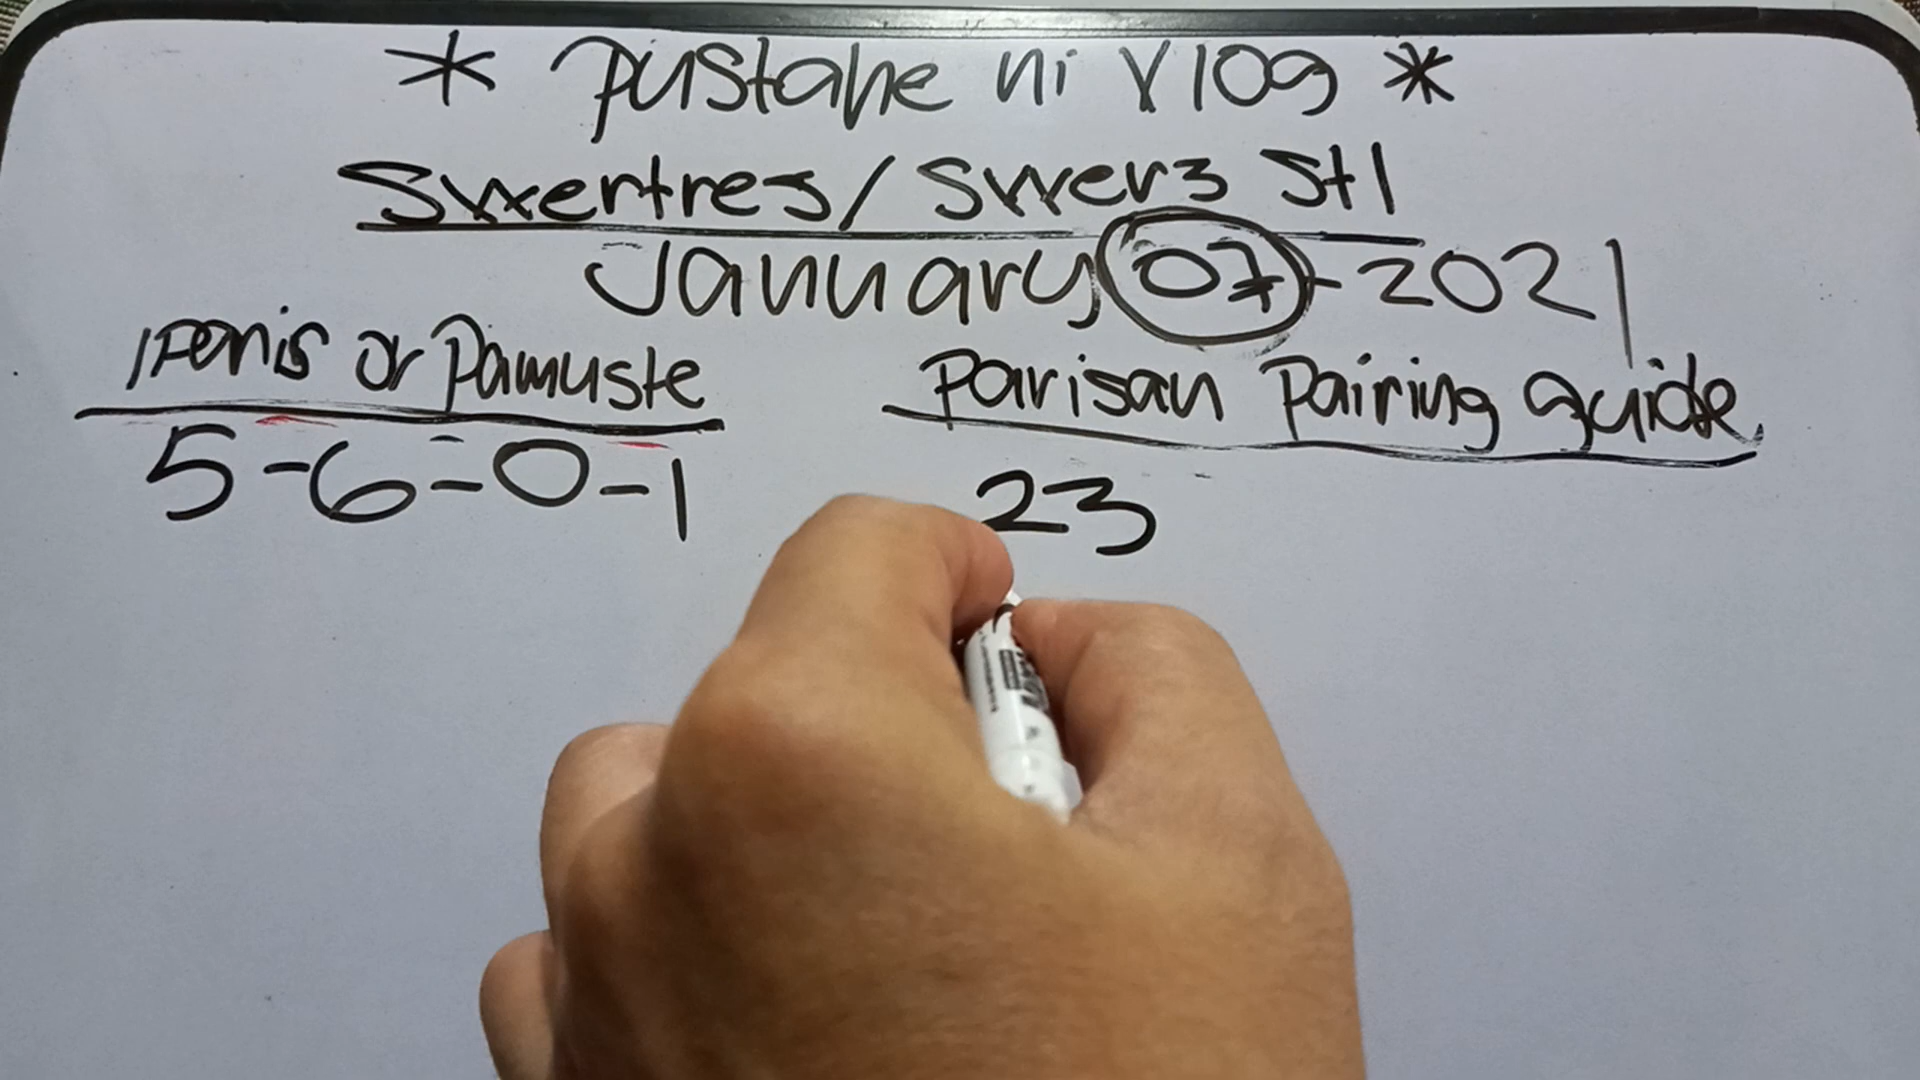 * Pustahe ni Vlog *
Swertres/Swer3 Stl
January 07-2021
Ipenis or Pamuste
Parisan Pairing guide
5-6-0-1
23